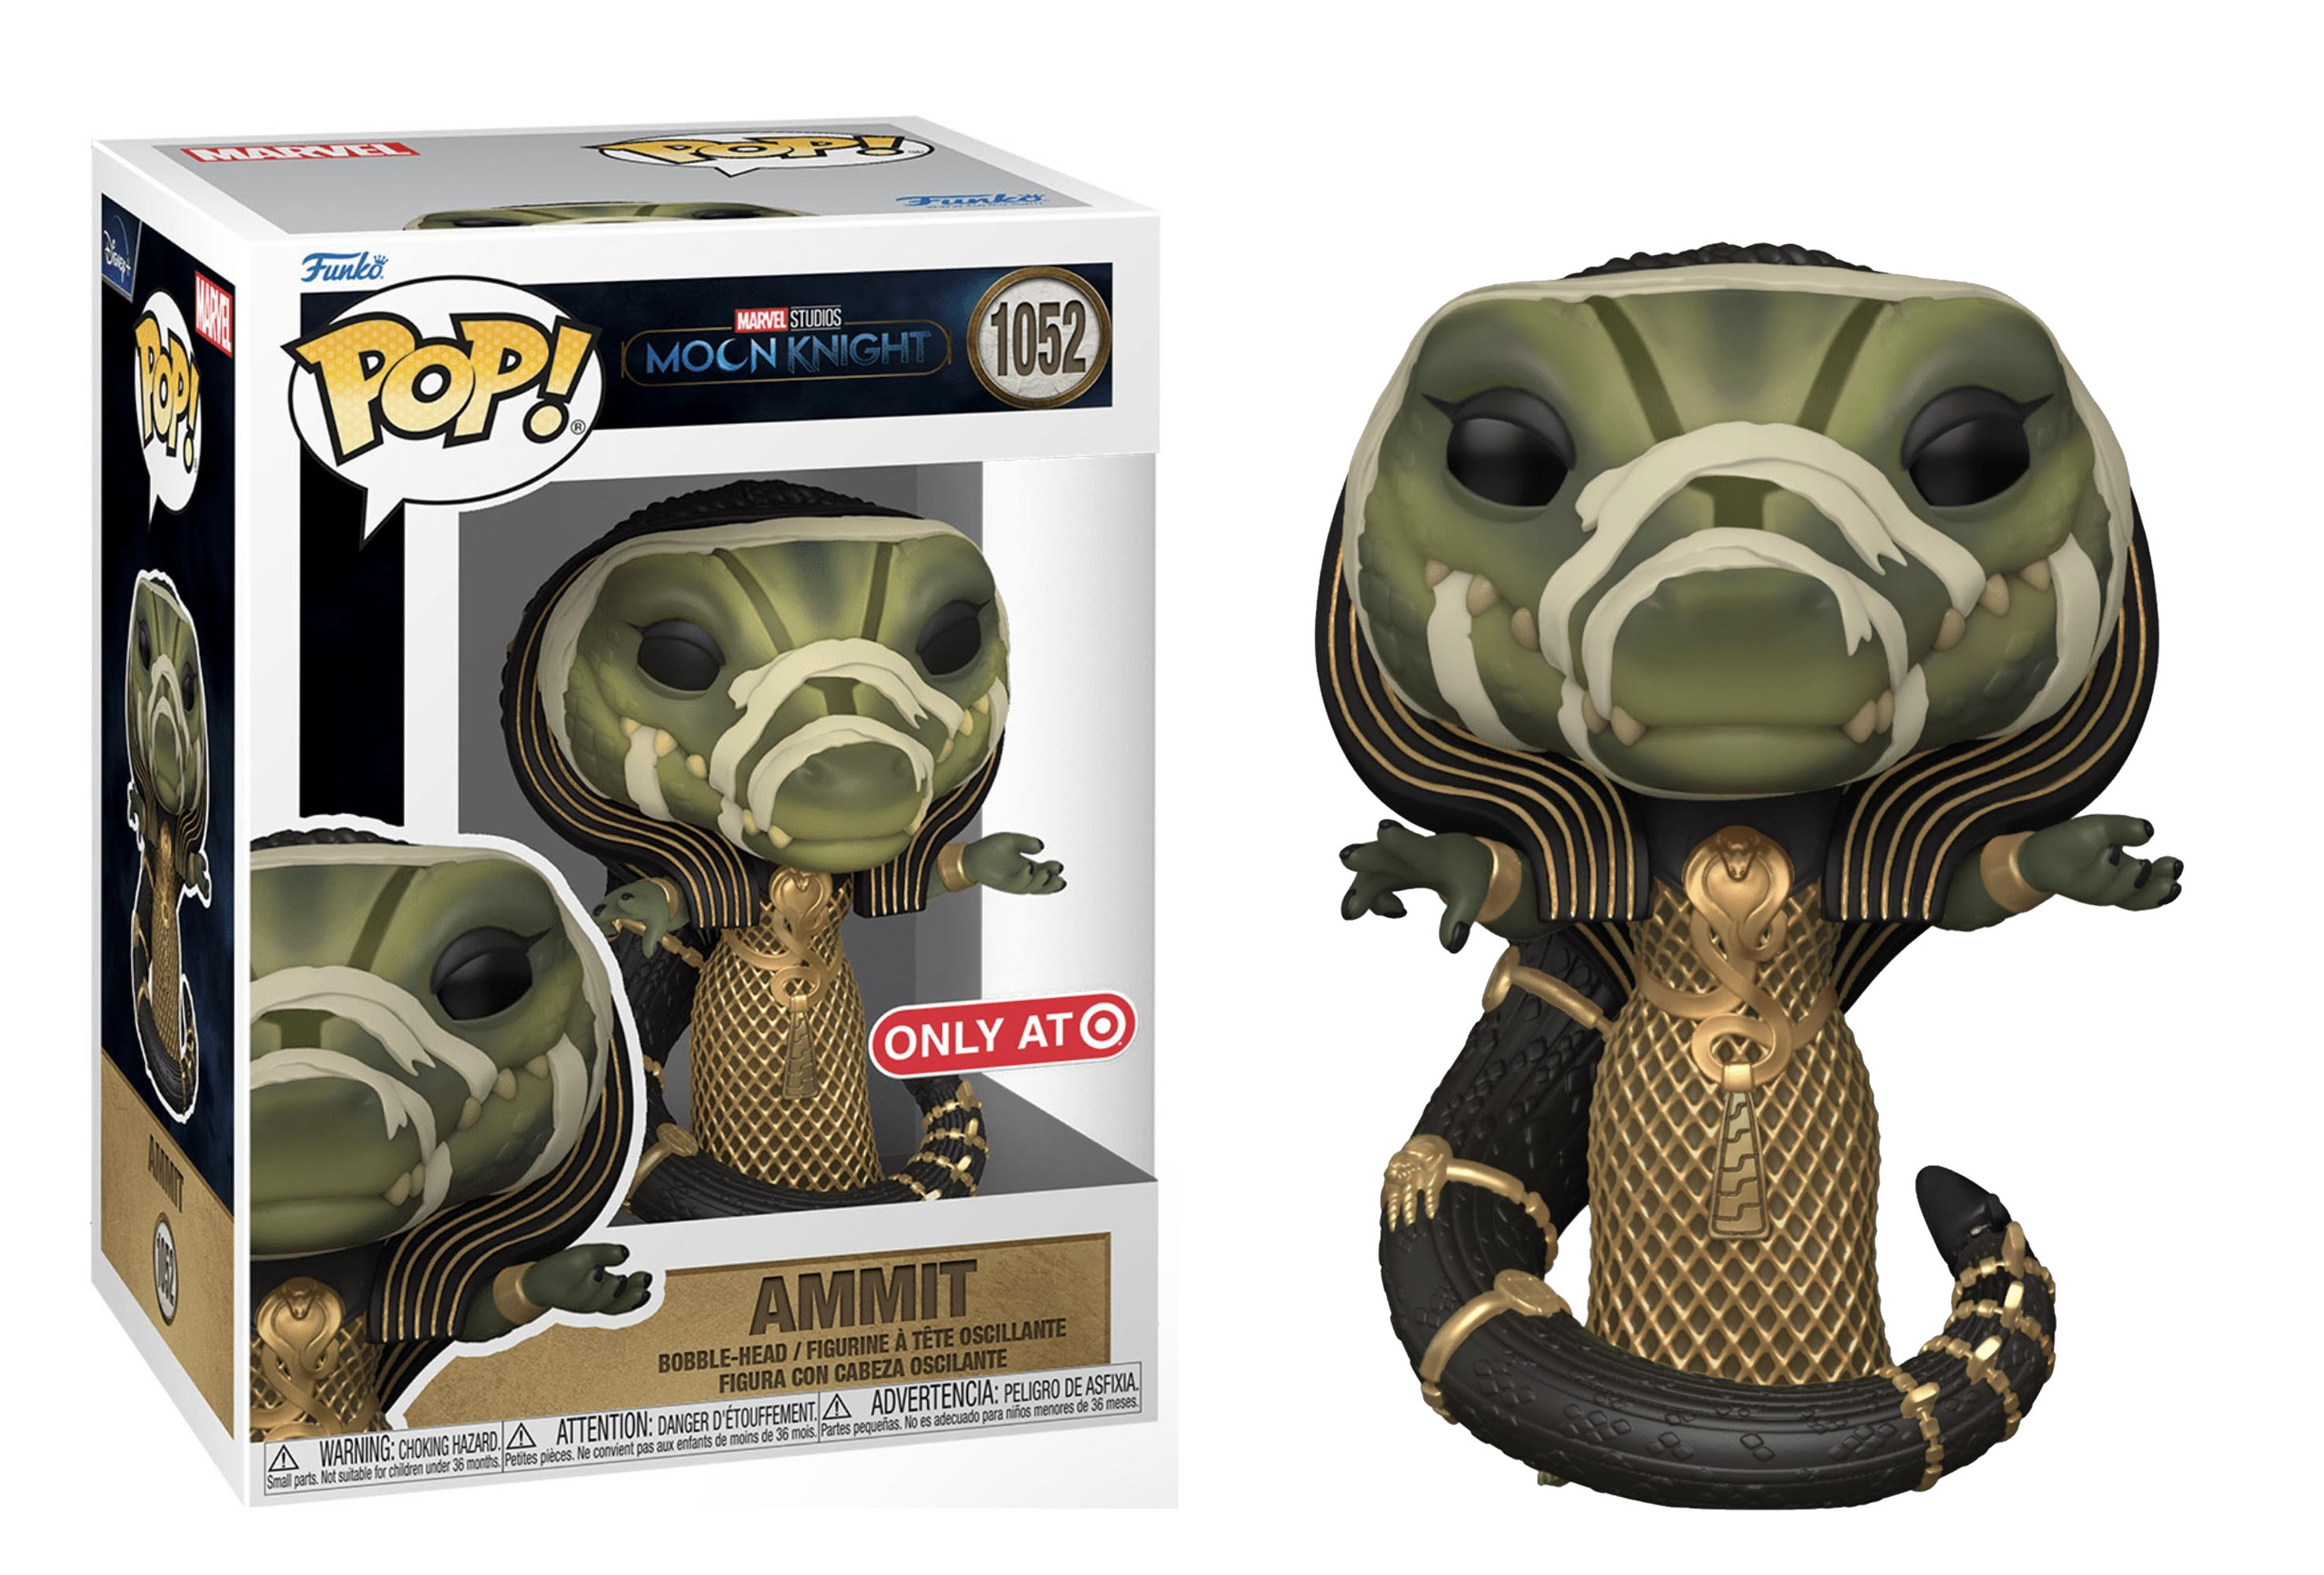 MARVEL
POP!
Funko
DISNEY+
MARVEL
POP!
AMMIT
1052
Funko
POP!®
MARVEL STUDIOS
MOON KNIGHT
1052
ONLY AT
AMMIT
BOBBLE-HEAD / FIGURINE À TÊTE OSCILLANTE
FIGURA CON CABEZA OSCILANTE
WARNING: CHOKING HAZARD.
Small parts. Not suitable for children under 36 months.
ATTENTION: DANGER D'ÉTOUFFEMENT.
Petites pièces. Ne convient pas aux enfants de moins de 36 mois.
ADVERTENCIA: PELIGRO DE ASFIXIA.
Partes pequeñas. No es adecuado para niños menores de 36 meses.